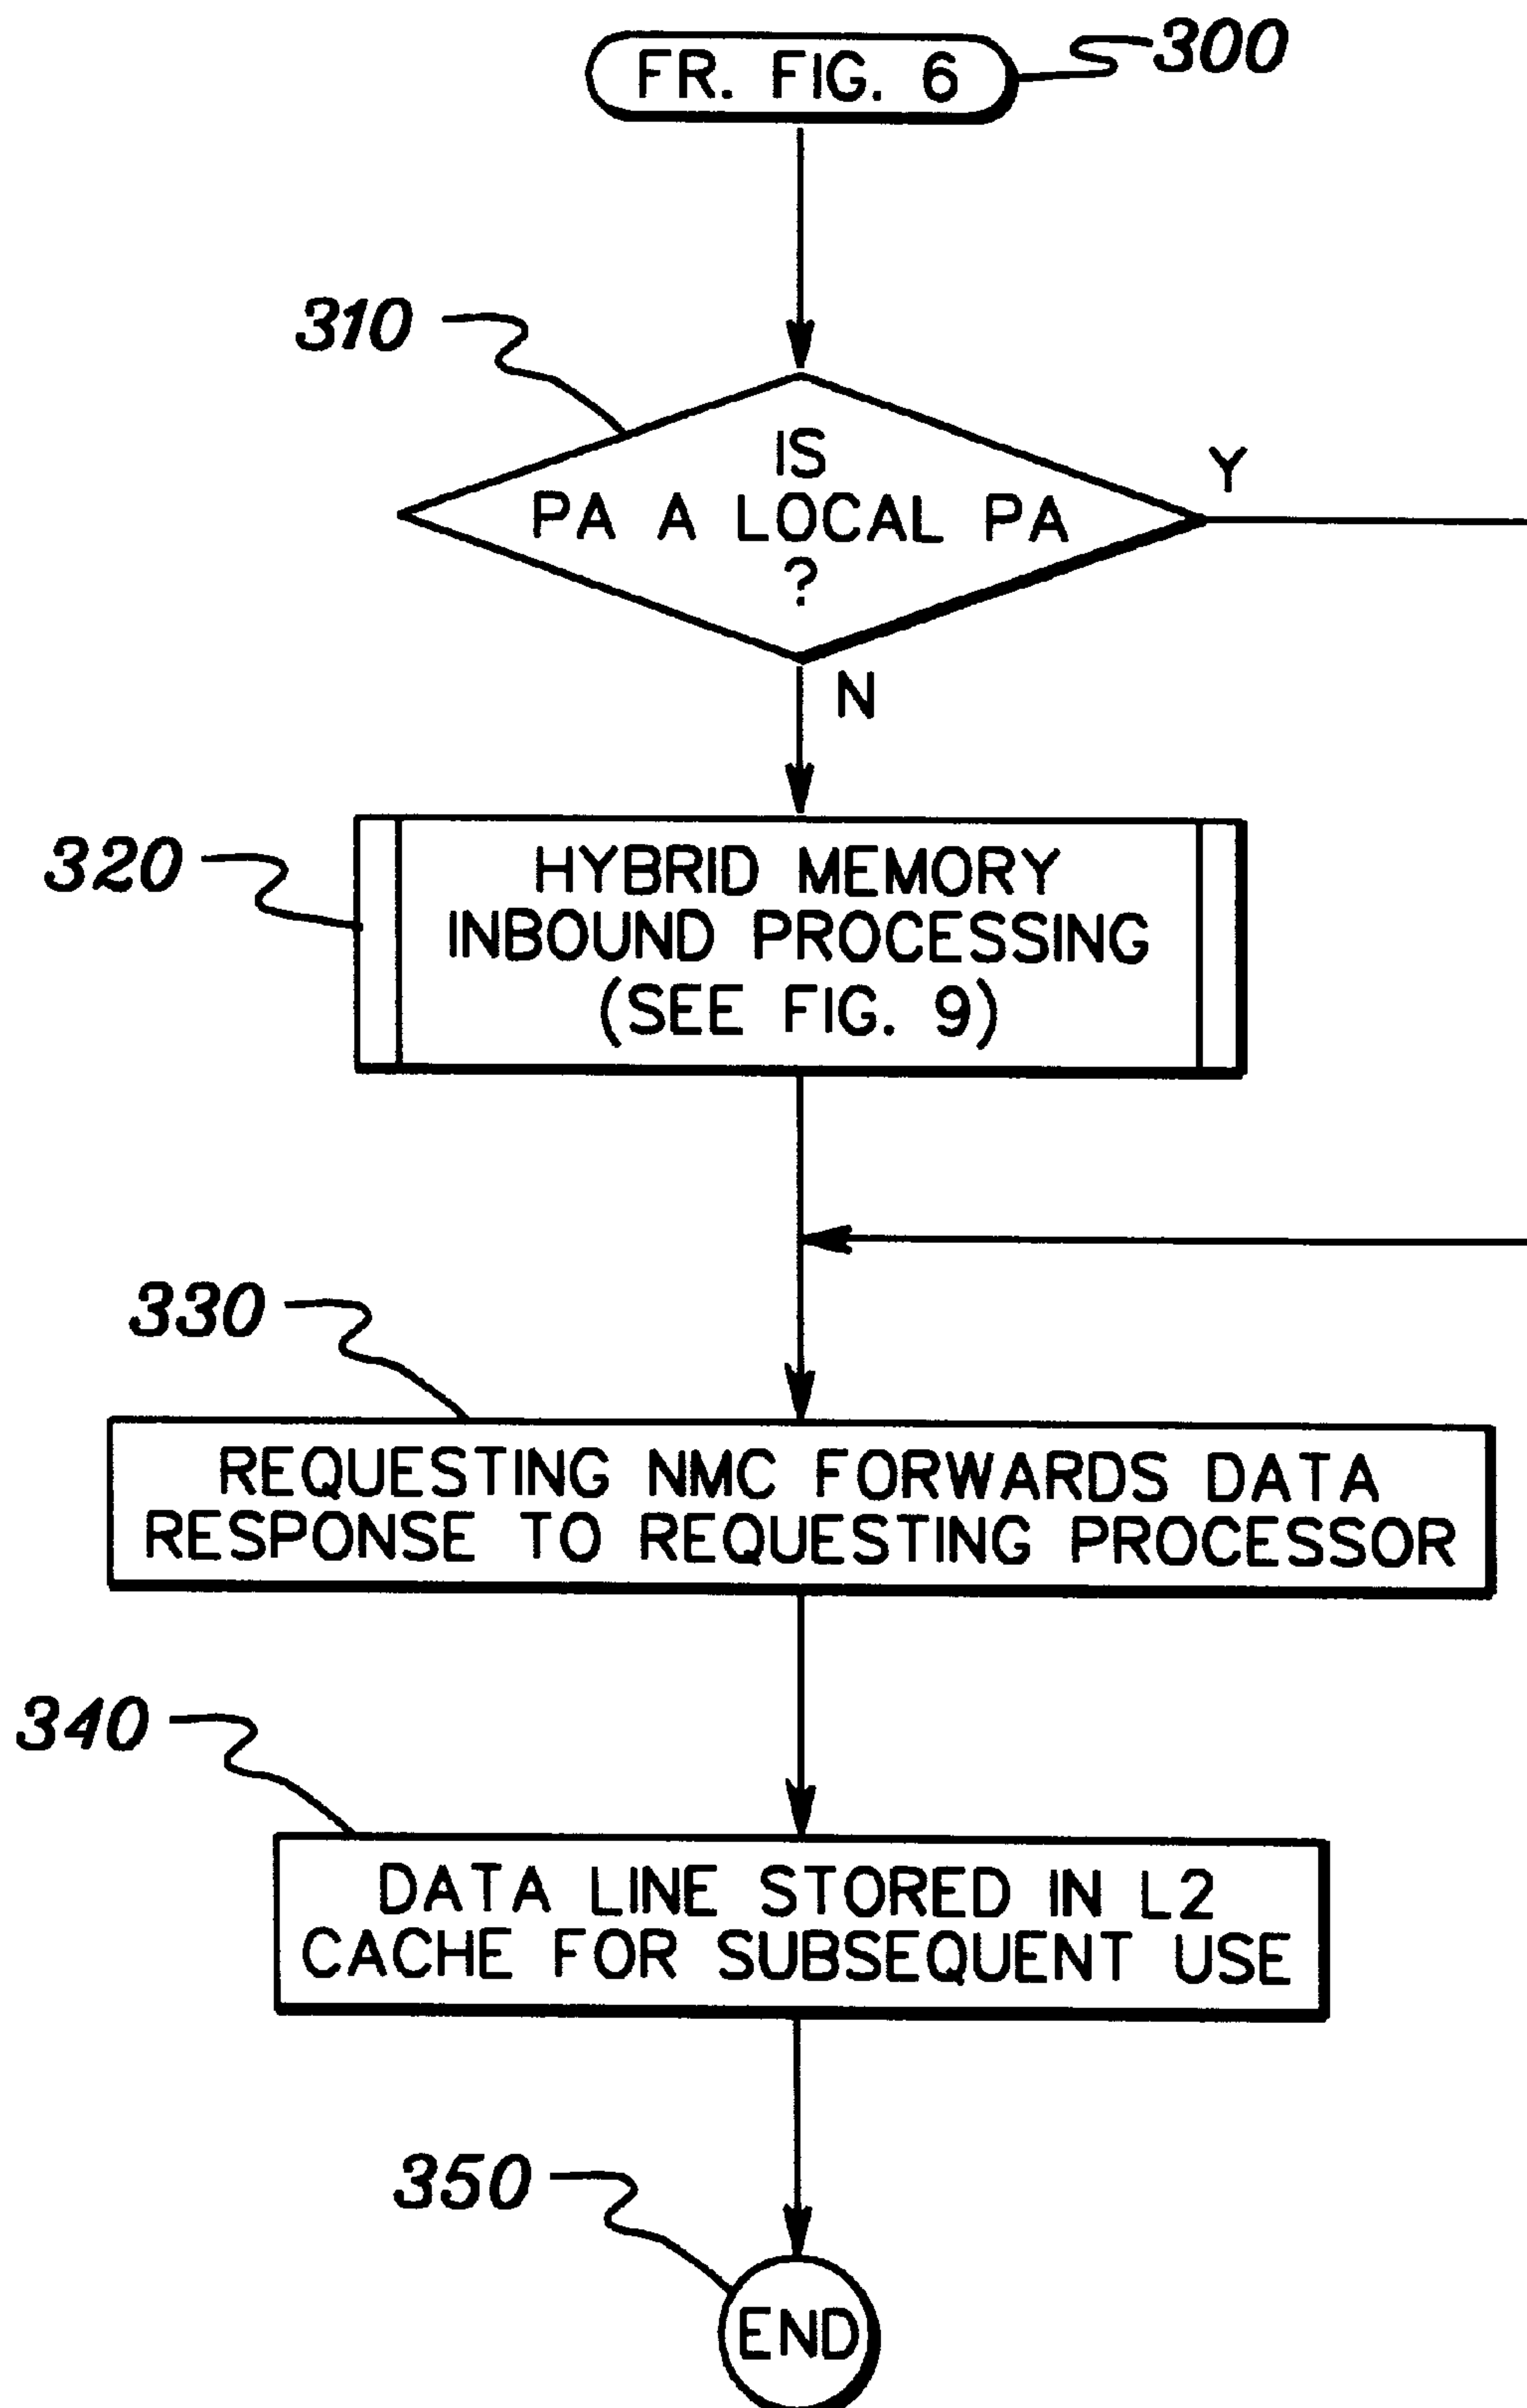 FR. FIG. 6
300
310
IS
PA A LOCAL PA
?
Y
N
320
HYBRID MEMORY
INBOUND PROCESSING
(SEE FIG. 9)
330
REQUESTING NMC FORWARDS DATA
RESPONSE TO REQUESTING PROCESSOR
340
DATA LINE STORED IN L2
CACHE FOR SUBSEQUENT USE
350
END